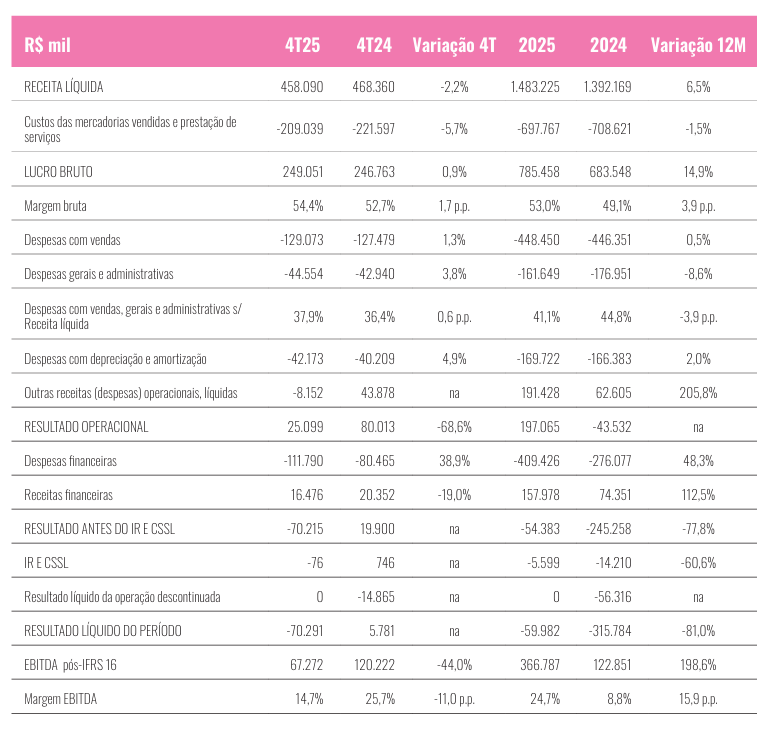 R$ mil 4T25 4T24 Variação 4T 2025 2024 Variação 12M
RECEITA LÍQUIDA 458.090 468.360 -2,2% 1.483.225 1.392.169 6,5%
Custos das mercadorias vendidas e prestação de
serviços -209.039 -221.597 -5,7% -697.767 -708.621 -1,5%
LUCRO BRUTO 249.051 246.763 0,9% 785.458 683.548 14,9%
Margem bruta 54,4% 52,7% 1,7 p.p. 53,0% 49,1% 3,9 p.p.
Despesas com vendas -129.073 -127.479 1,3% -448.450 -446.351 0,5%
Despesas gerais e administrativas -44.554 -42.940 3,8% -161.649 -176.951 -8,6%
Despesas com vendas, gerais e administrativas s/
Receita líquida 37,9% 36,4% 0,6 p.p. 41,1% 44,8% -3,9 p.p.
Despesas com depreciação e amortização -42.173 -40.209 4,9% -169.722 -166.383 2,0%
Outras receitas (despesas) operacionais, líquidas -8.152 43.878 na 191.428 62.605 205,8%
RESULTADO OPERACIONAL 25.099 80.013 -68,6% 197.065 -43.532 na
Despesas financeiras -111.790 -80.465 38,9% -409.426 -276.077 48,3%
Receitas financeiras 16.476 20.352 -19,0% 157.978 74.351 112,5%
RESULTADO ANTES DO IR E CSSL -70.215 19.900 na -54.383 -245.258 -77,8%
IR E CSSL -76 746 na -5.599 -14.210 -60,6%
Resultado líquido da operação descontinuada 0 -14.865 na 0 -56.316 na
RESULTADO LÍQUIDO DO PERÍODO -70.291 5.781 na -59.982 -315.784 -81,0%
EBITDA pós-IFRS 16 67.272 120.222 -44,0% 366.787 122.851 198,6%
Margem EBITDA 14,7% 25,7% -11,0 p.p. 24,7% 8,8% 15,9 p.p.